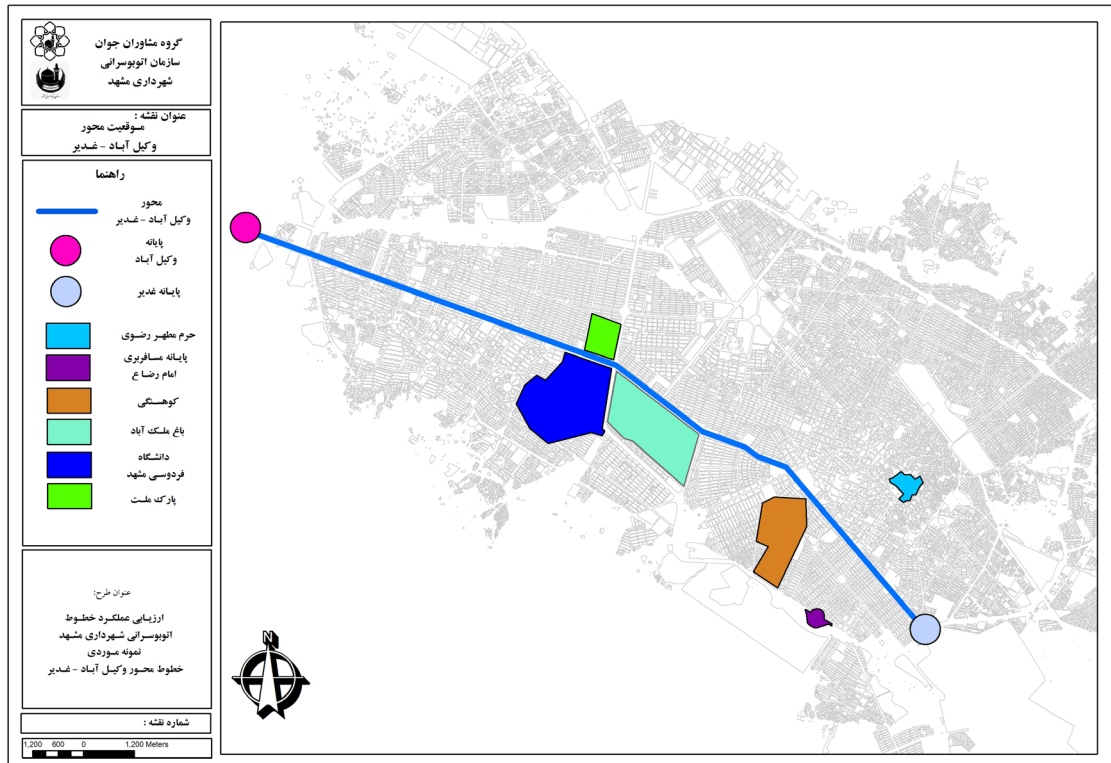 گروه مشاوران جوان
سازمان اتوبوسرانی
شهرداری مشهد
عنوان نقشه :
موقعیت محور
وکیل آباد - غدیر
راهنما
محور
وکیل آباد - غدیر
پایانه
وکیل آباد
پایانه غدیر
حرم مطهر رضوی
پایانه مسافربری
امام رضا ع
کوهسنگی
باغ ملک آباد
دانشگاه
فردوسی مشهد
پارک ملت
عنوان طرح:
ارزیابی عملکرد خطوط
اتوبوسرانی شهرداری مشهد
نمونه موردی
خطوط محور وکیل آباد - غدیر
شماره نقشه :
1,200 600 0 1,200 Meters
N